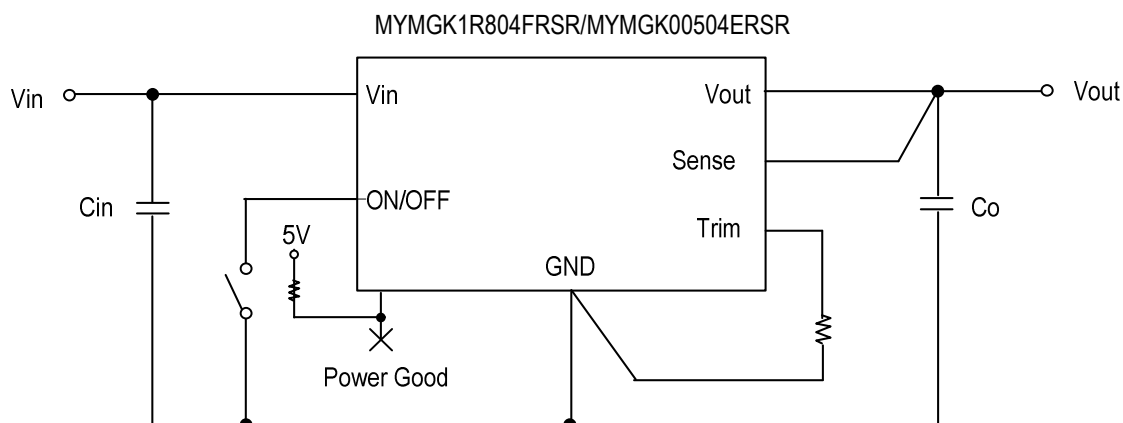 MYMGK1R804FRSR/MYMGK00504ERSR
Vin
Vin
Vout
Vout
Sense
Cin
ON/OFF
Co
Trim
5V
GND
Power Good